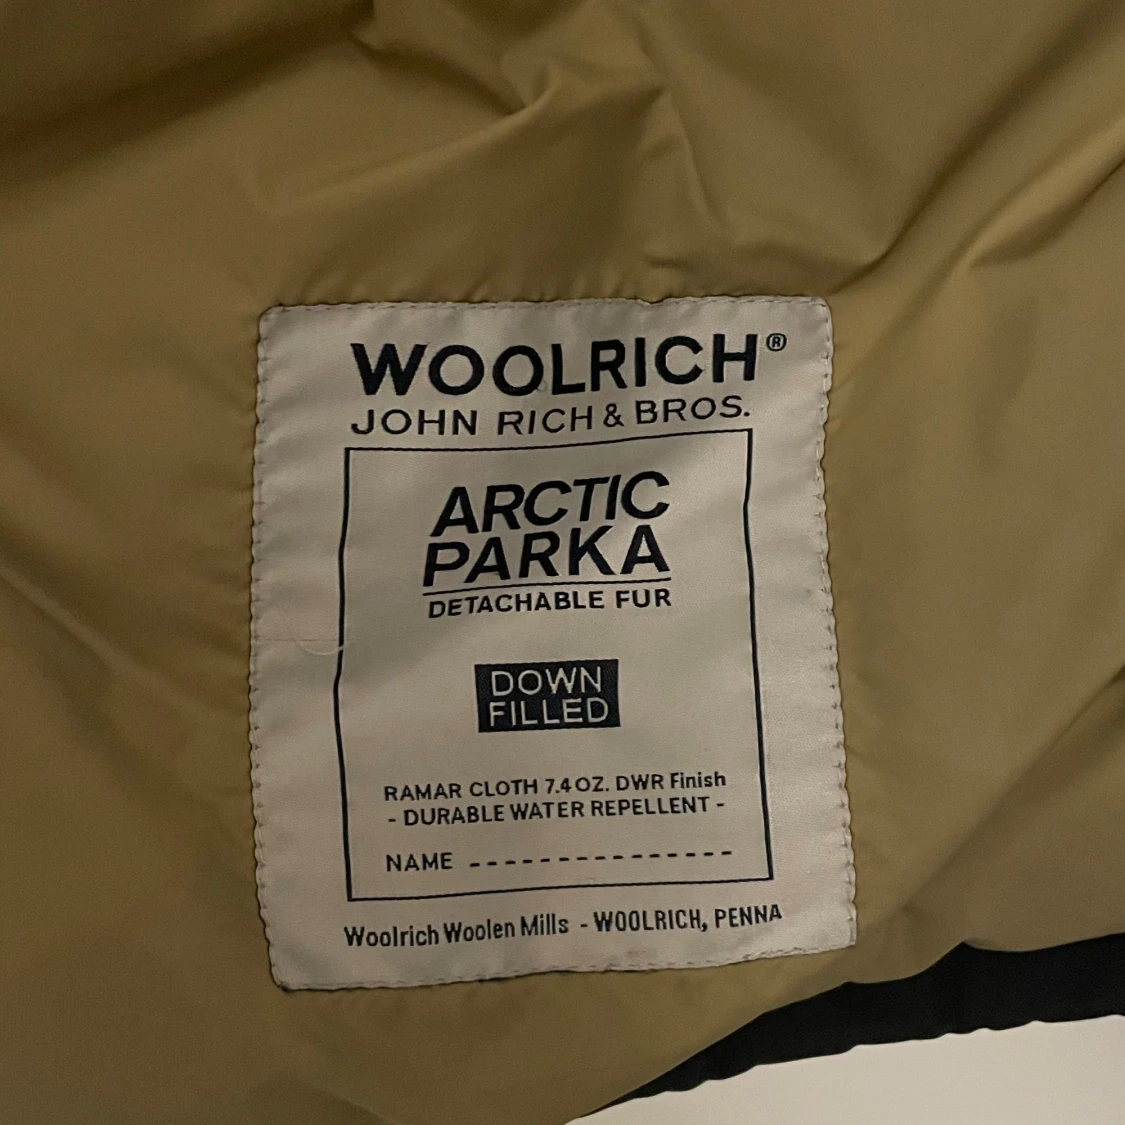 WOOLRICH®
JOHN RICH & BROS.
ARCTIC
PARKA
DETACHABLE FUR
DOWN
FILLED
RAMAR CLOTH 7.4 OZ. DWR Finish
- DURABLE WATER REPELLENT -
NAME ---------------
Woolrich Woolen Mills - WOOLRICH, PENNA